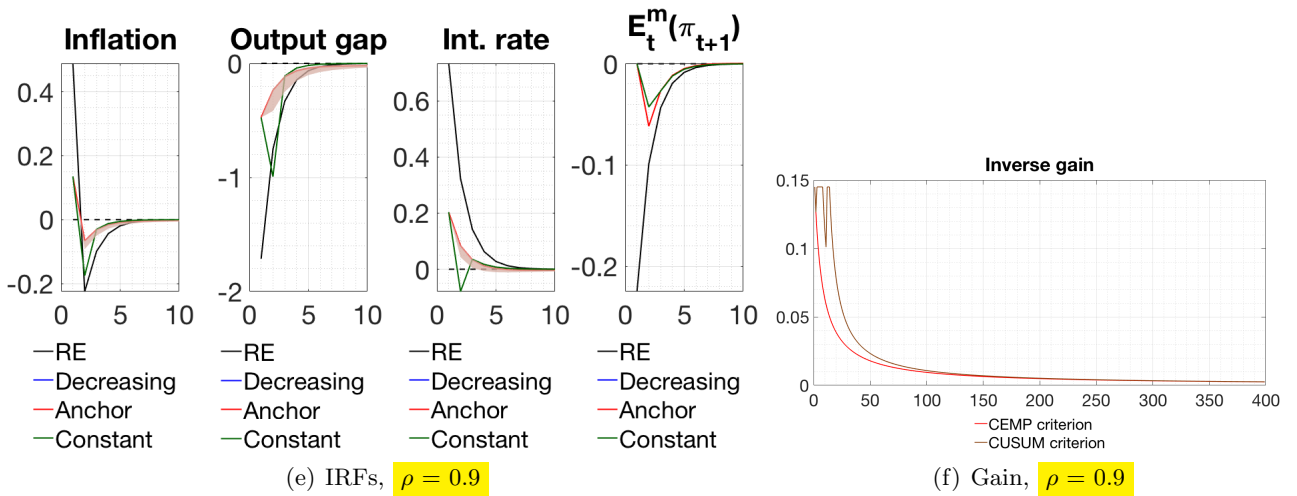 Inflation
0.4
0.2
0
-0.2
0 5 10
RE
Decreasing
Anchor
Constant
Output gap
0
-1
-2
0 5 10
RE
Decreasing
Anchor
Constant
Int. rate
0.6
0.4
0.2
0
0 5 10
RE
Decreasing
Anchor
Constant
E_t^m(π_{t+1})
0
-0.1
-0.2
0 5 10
RE
Decreasing
Anchor
Constant
(e) IRFs, ρ = 0.9
Inverse gain
0.15
0.1
0.05
0
0 50 100 150 200 250 300 350 400
CEMP criterion
CUSUM criterion
(f) Gain, ρ = 0.9